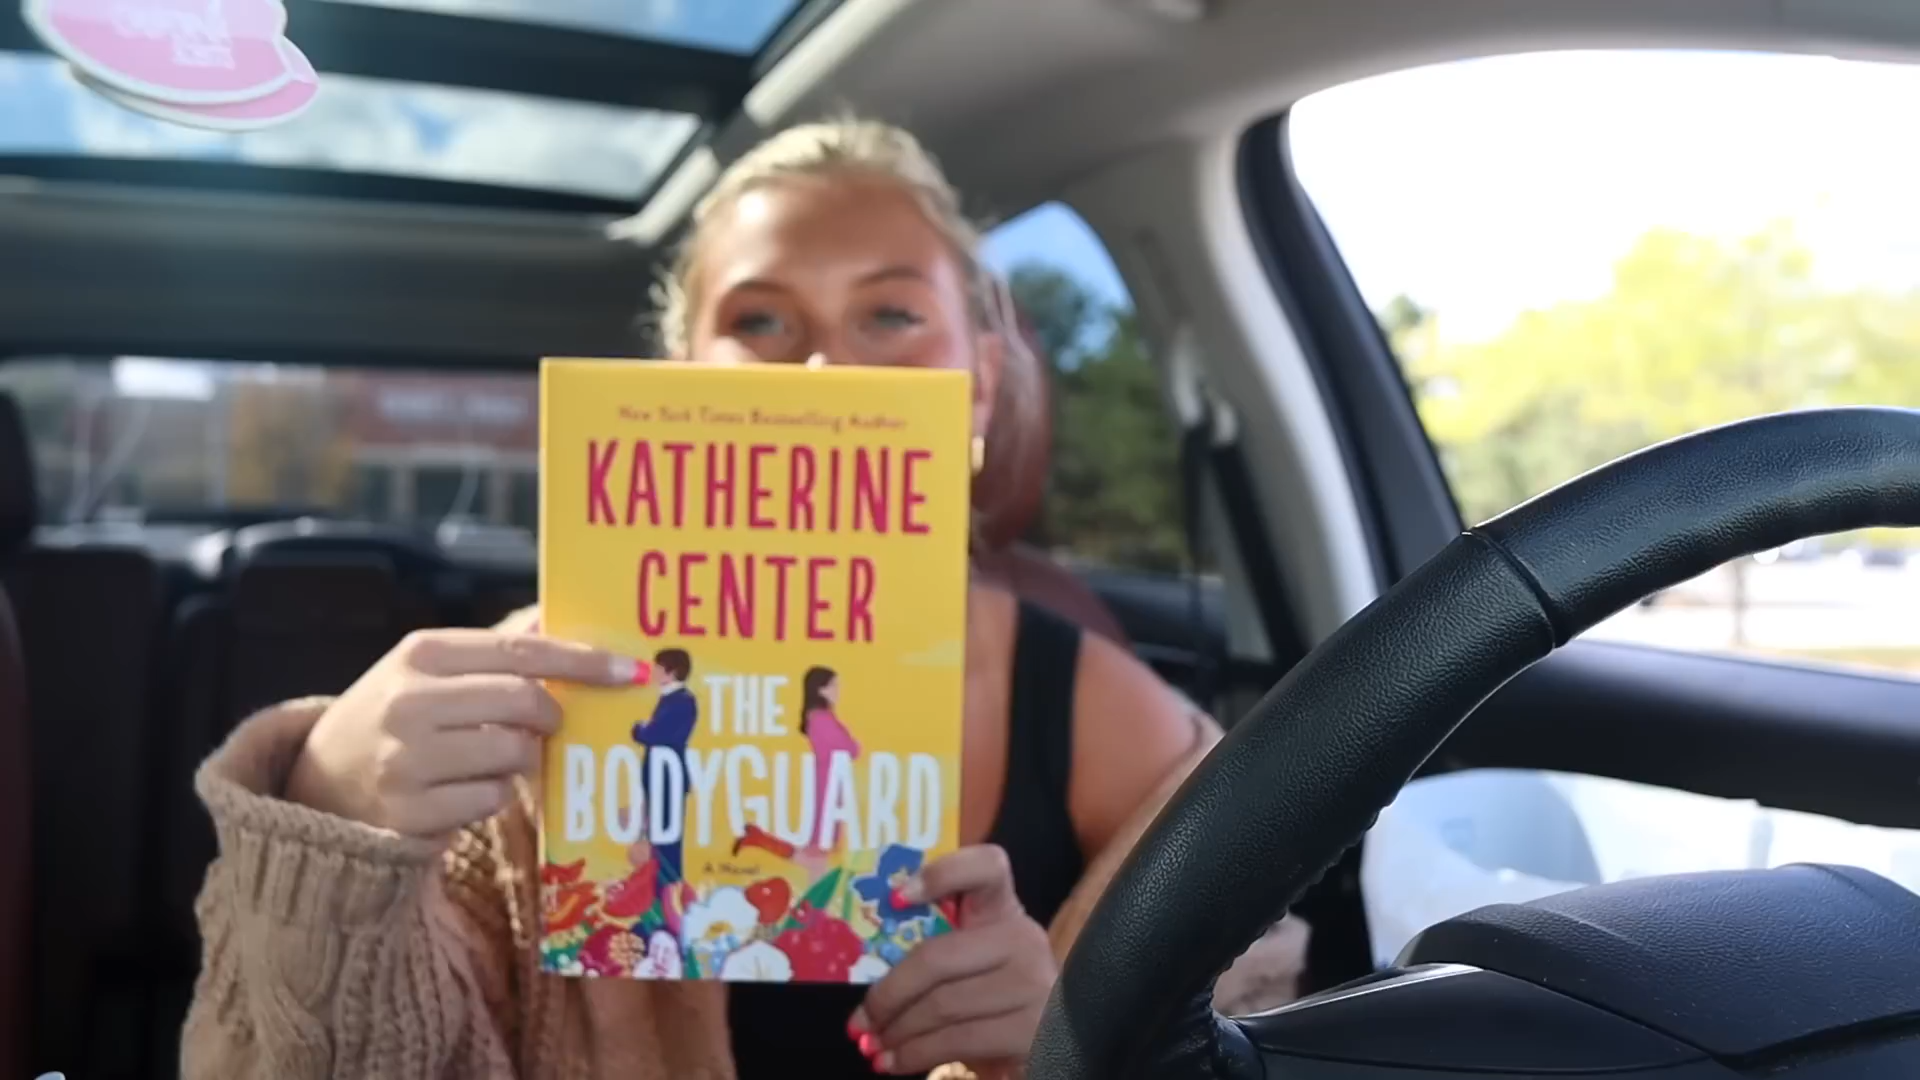 New York Times Bestselling Author
KATHERINE
CENTER
THE
BODYGUARD
A Novel